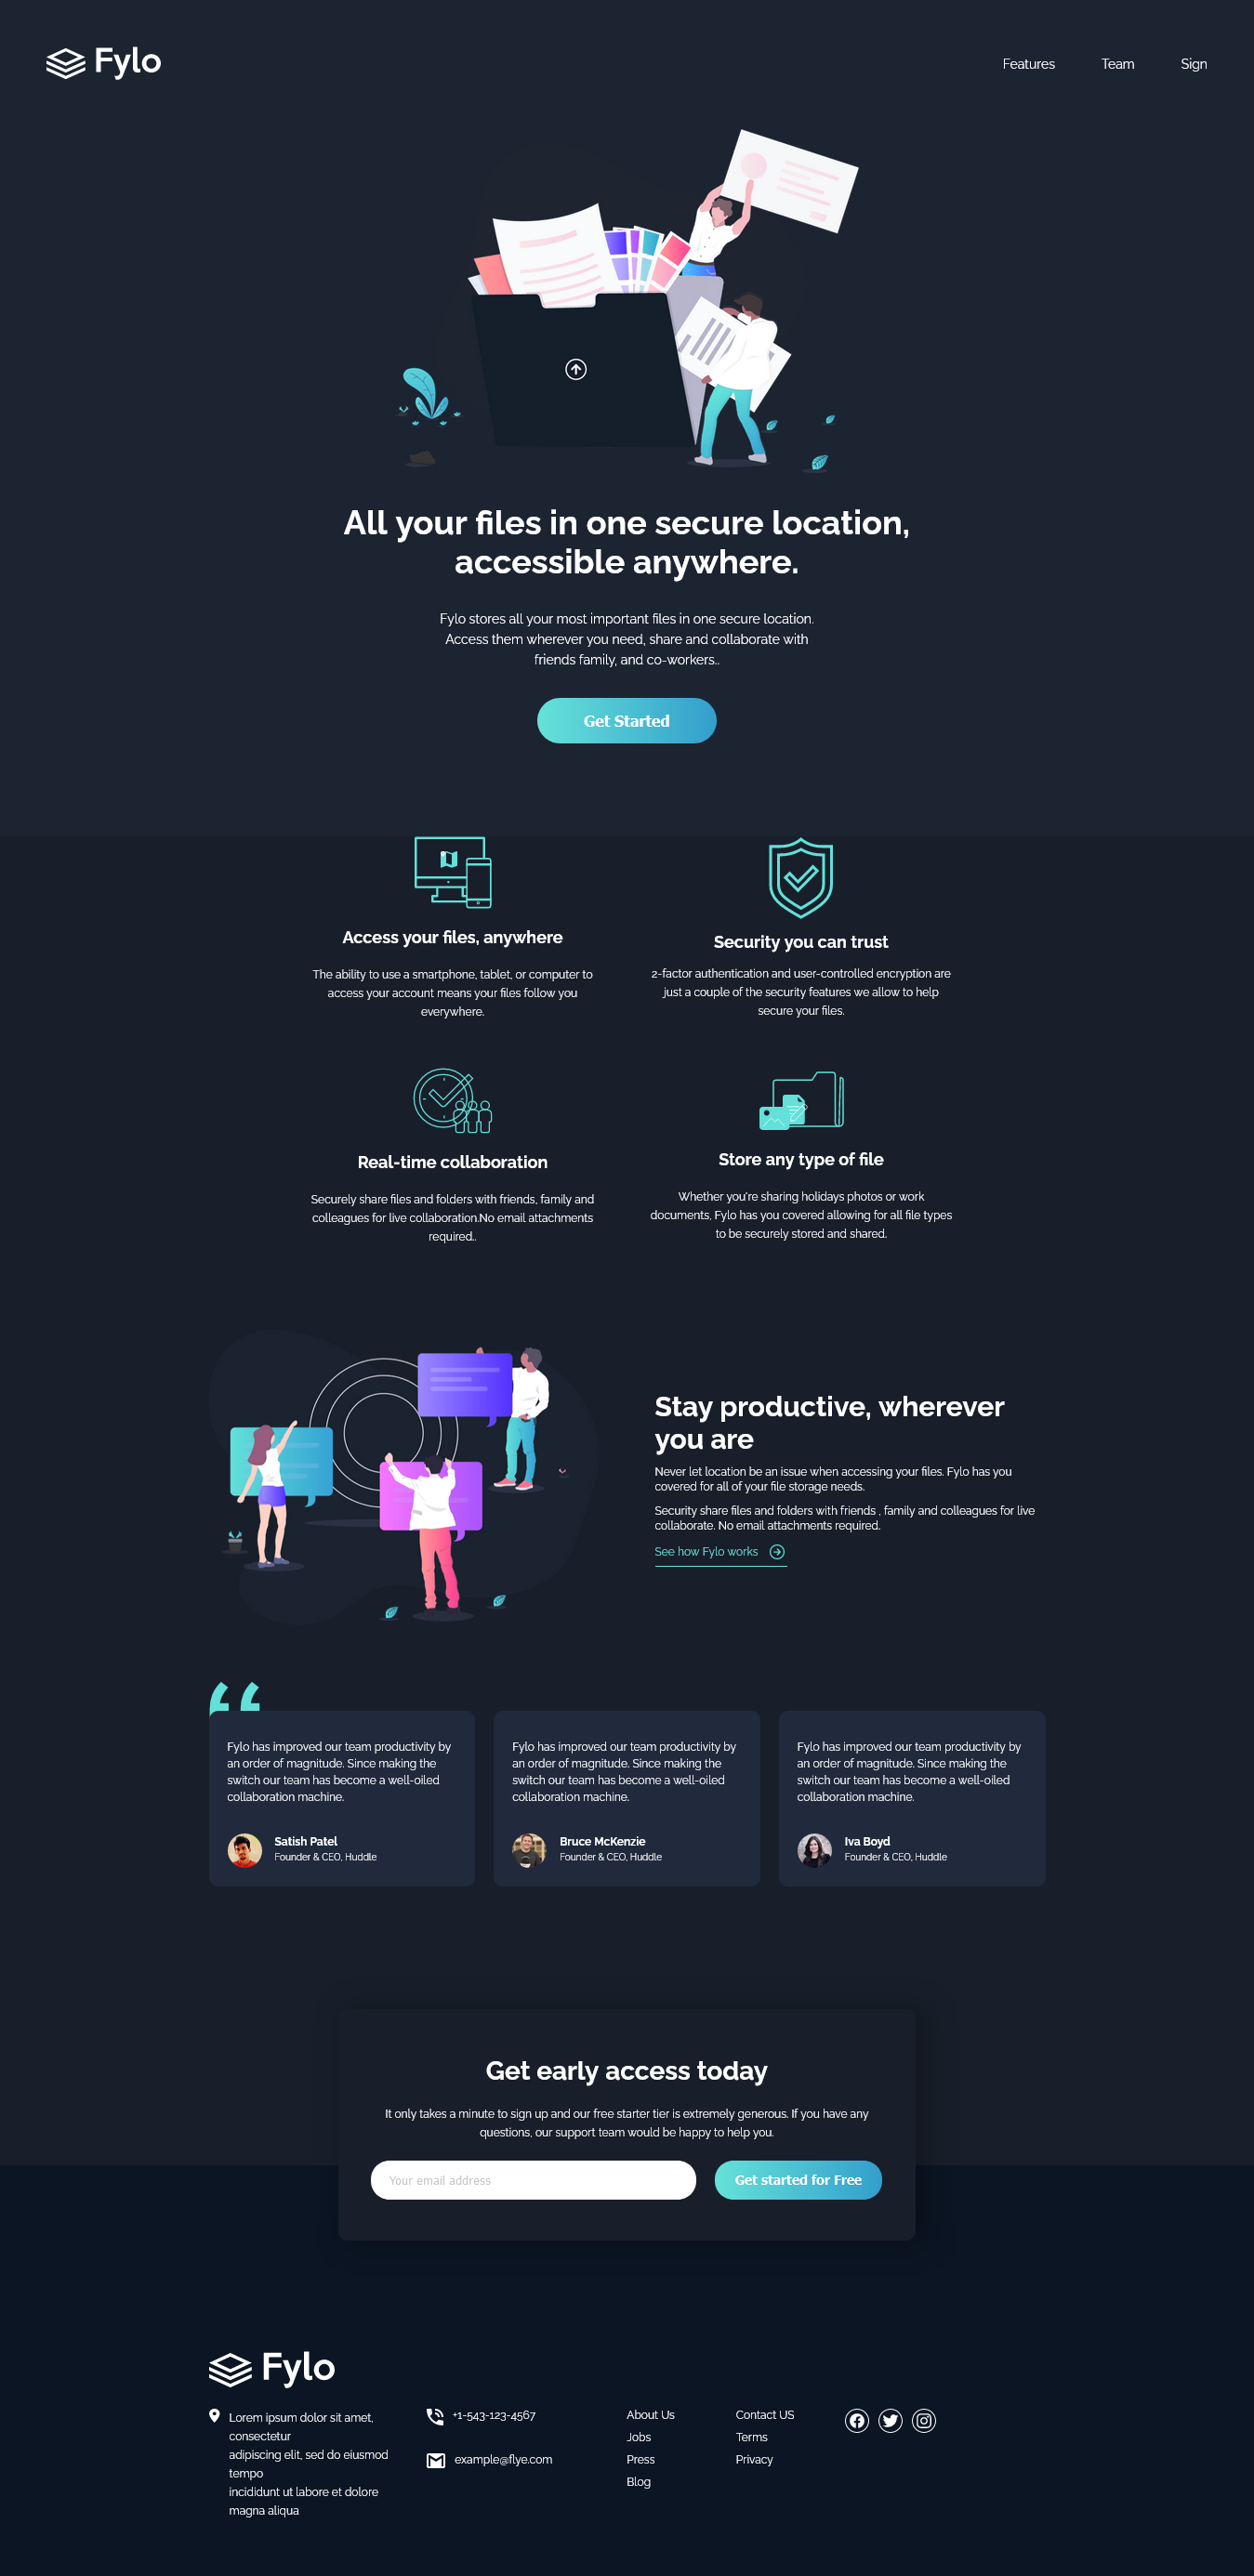 Fylo
Features
Team
Sign
All your files in one secure location,
accessible anywhere.
Fylo stores all your most important files in one secure location.
Access them wherever you need, share and collaborate with
friends family, and co-workers..
Get Started
Access your files, anywhere
The ability to use a smartphone, tablet, or computer to
access your account means your files follow you
everywhere.
Security you can trust
2-factor authentication and user-controlled encryption are
just a couple of the security features we allow to help
secure your files.
Real-time collaboration
Securely share files and folders with friends, family and
colleagues for live collaboration.No email attachments
required..
Store any type of file
Whether you're sharing holidays photos or work
documents, Fylo has you covered allowing for all file types
to be securely stored and shared.
Stay productive, wherever
you are
Never let location be an issue when accessing your files. Fylo has you
covered for all of your file storage needs.
Security share files and folders with friends , family and colleagues for live
collaborate. No email attachments required.
See how Fylo works
Fylo has improved our team productivity by
an order of magnitude. Since making the
switch our team has become a well-oiled
collaboration machine.
Satish Patel
Founder & CEO, Huddle
Fylo has improved our team productivity by
an order of magnitude. Since making the
switch our team has become a well-oiled
collaboration machine.
Bruce McKenzie
Founder & CEO, Huddle
Fylo has improved our team productivity by
an order of magnitude. Since making the
switch our team has become a well-oiled
collaboration machine.
Iva Boyd
Founder & CEO, Huddle
Get early access today
It only takes a minute to sign up and our free starter tier is extremely generous. If you have any
questions, our support team would be happy to help you.
Your email address
Get started for Free
Fylo
Lorem ipsum dolor sit amet,
consectetur
adipiscing elit, sed do eiusmod
tempo
incididunt ut labore et dolore
magna aliqua
+1-543-123-4567
example@flye.com
About Us
Jobs
Press
Blog
Contact US
Terms
Privacy